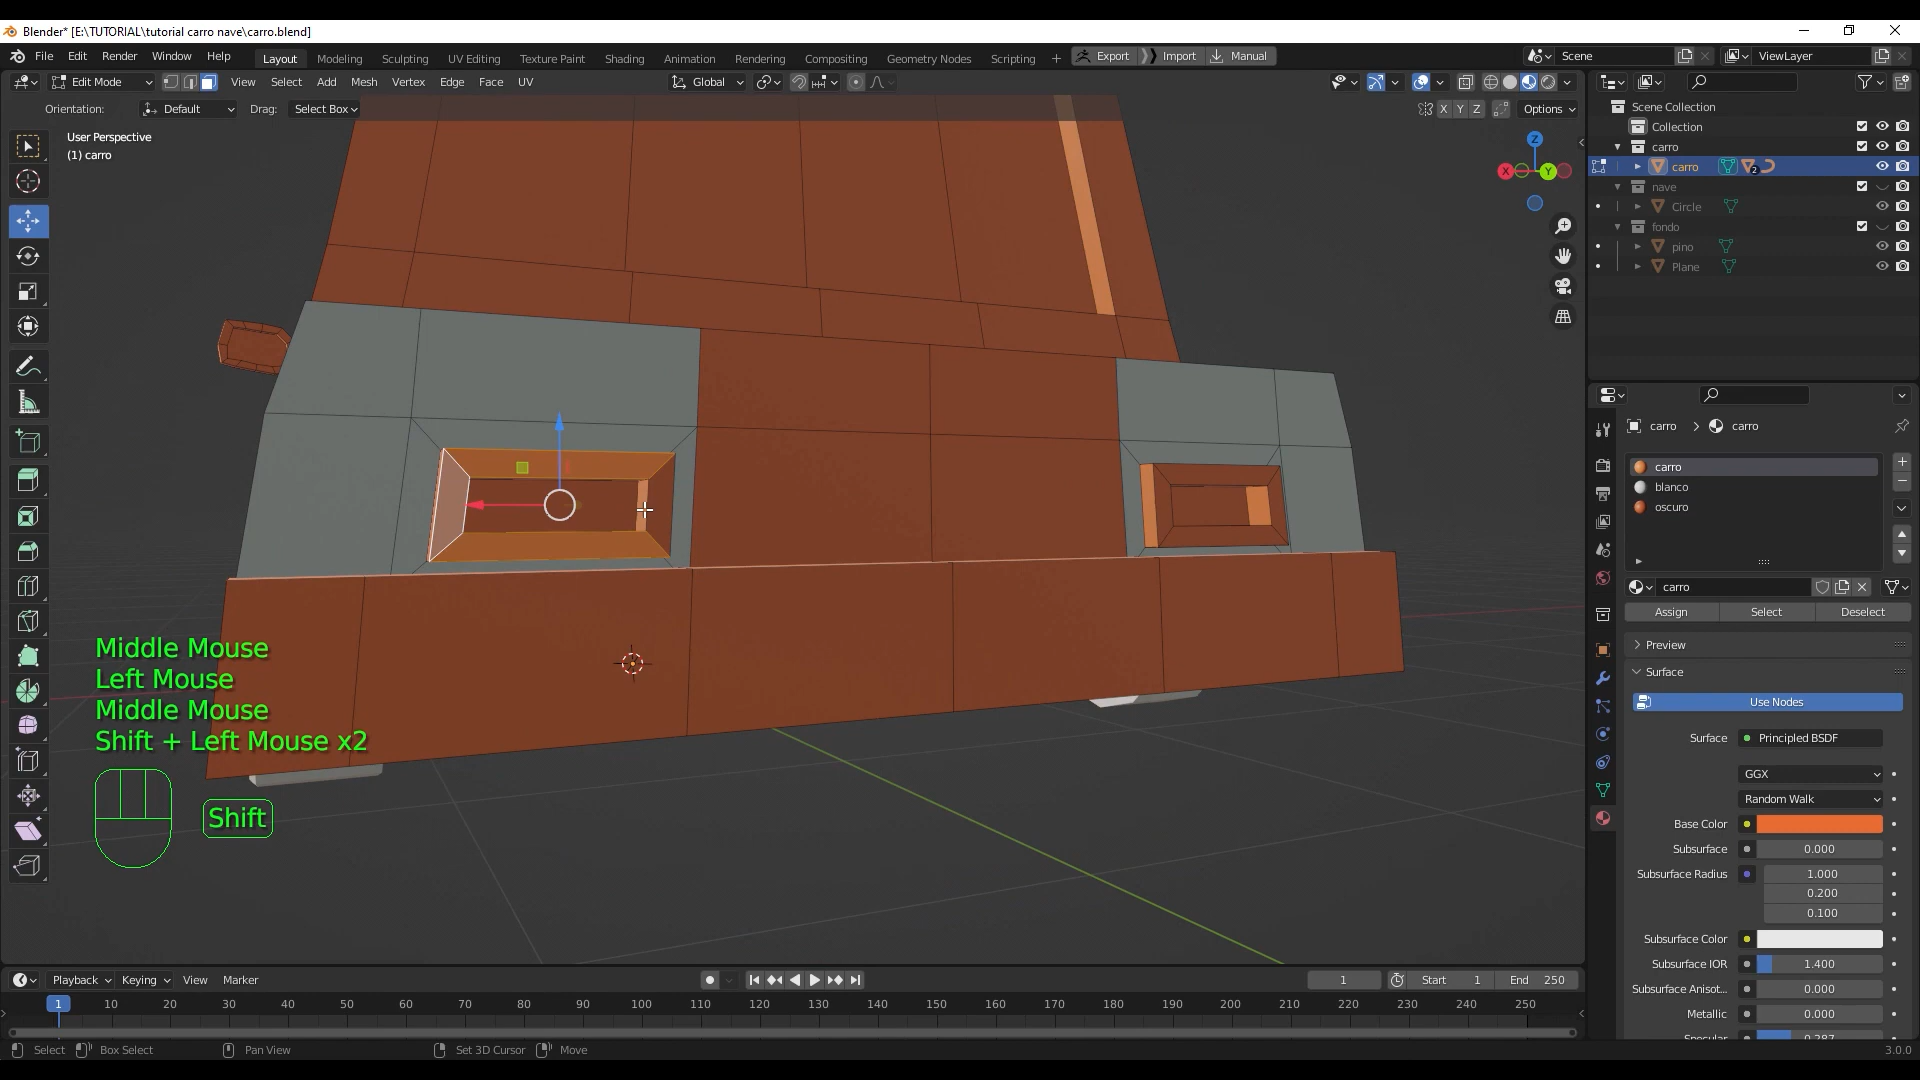 Blender* [E:\TUTORIAL\tutorial carro nave\carro.blend]
File Edit Render Window Help Layout Modeling Sculpting UV Editing Texture Paint Shading Animation Rendering Compositing Geometry Nodes Scripting + Export Import Manual Scene ViewLayer
Edit Mode View Select Add Mesh Vertex Edge Face UV Global
Orientation: Default Drag: Select Box X Y Z Options
User Perspective
(1) carro
Z
X Y
Scene Collection
Collection
carro
carro 2
nave
Circle
fondo
pino
Plane
carro > carro
carro
blanco
oscuro
carro
Assign Select Deselect
Preview
Surface
Use Nodes
Surface Principled BSDF
GGX
Random Walk
Base Color
Subsurface 0.000
Subsurface Radius 1.000
0.200
0.100
Subsurface Color
Subsurface IOR 1.400
Subsurface Anisot... 0.000
Metallic 0.000
Specular 0.287
Middle Mouse
Left Mouse
Middle Mouse
Shift + Left Mouse x2
Shift
Playback Keying View Marker 1 Start 1 End 250
1 10 20 30 40 50 60 70 80 90 100 110 120 130 140 150 160 170 180 190 200 210 220 230 240 250
Select Box Select Pan View Set 3D Cursor Move 3.0.0